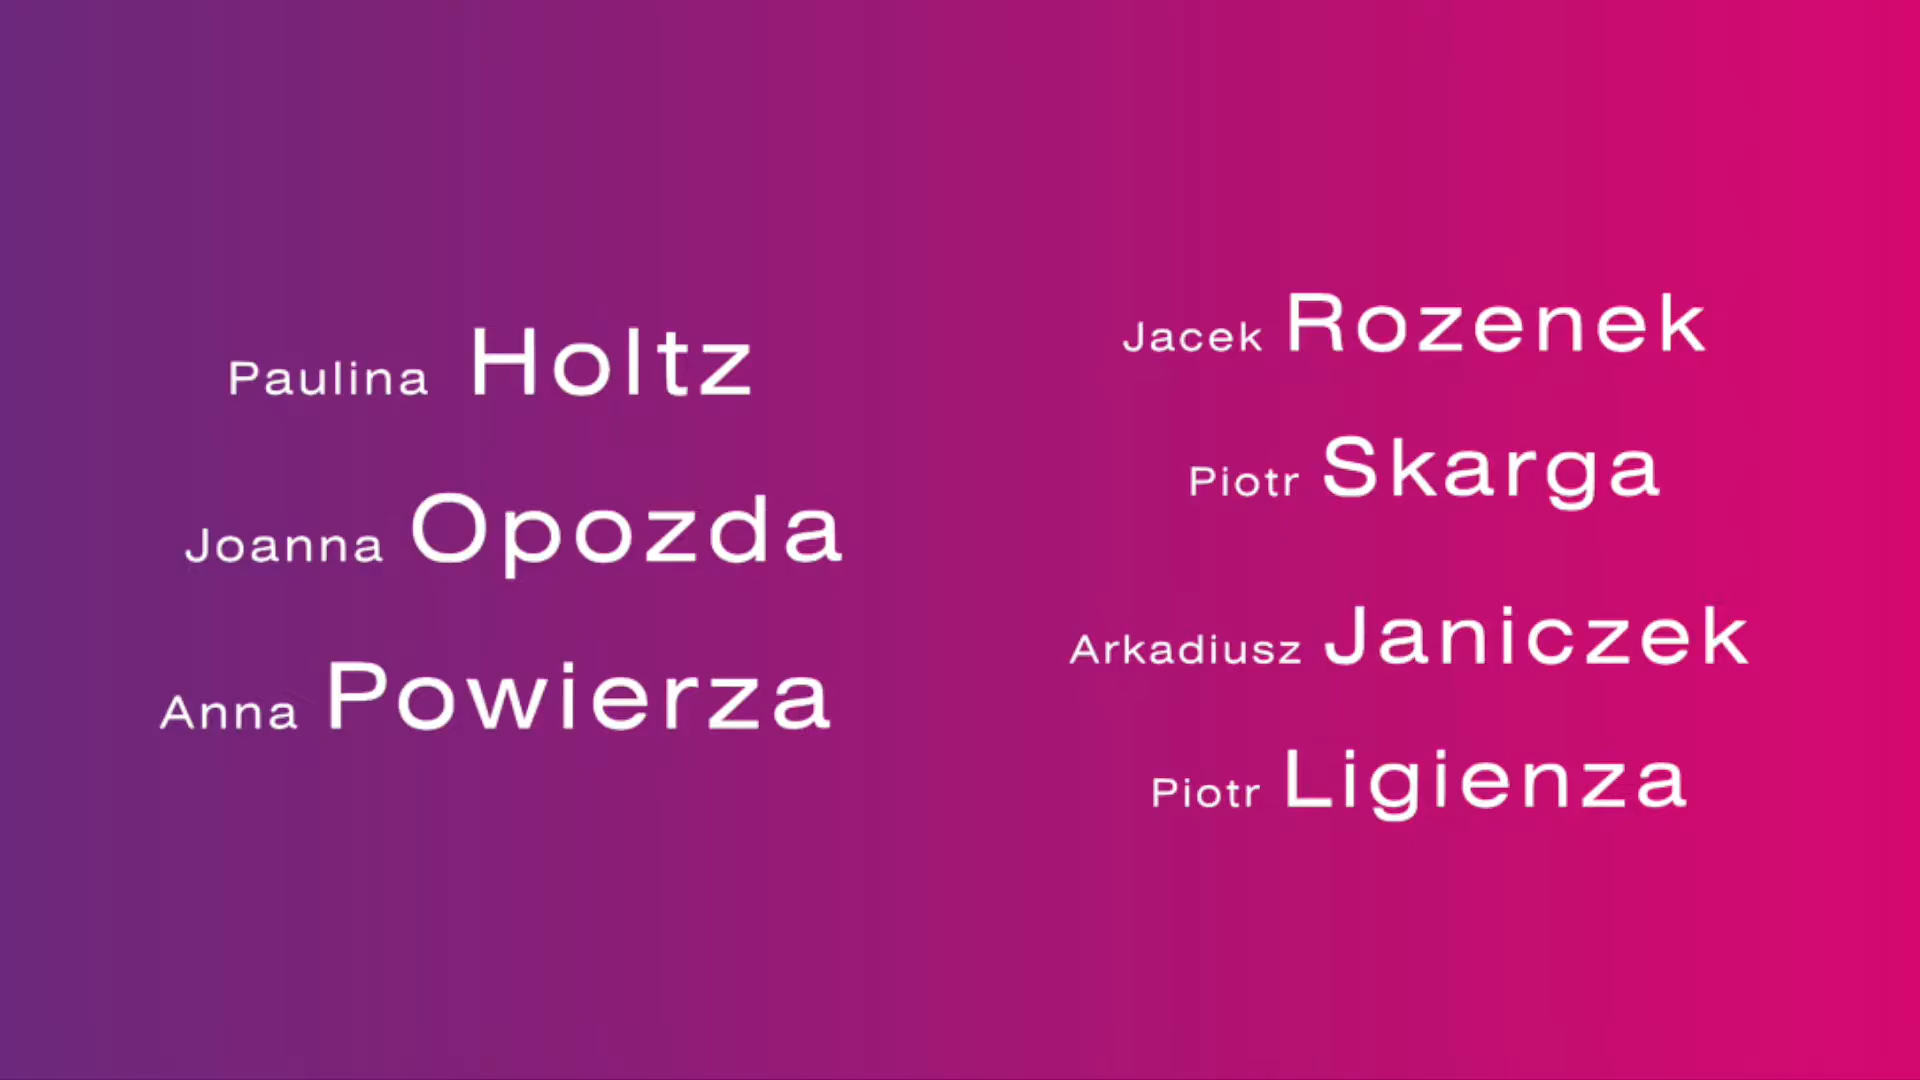 Paulina Holtz
Joanna Opozda
Anna Powierza
Jacek Rozenek
Piotr Skarga
Arkadiusz Janiczek
Piotr Ligienza